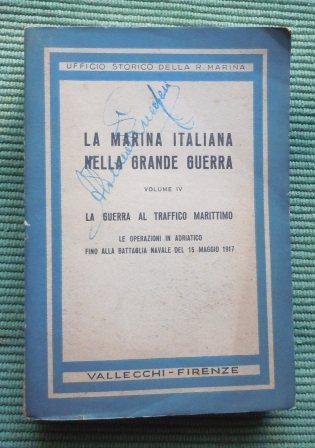 UFFICIO STORICO DELLA R. MARINA
LA MARINA ITALIANA
NELLA GRANDE GUERRA
VOLUME IV
LA GUERRA AL TRAFFICO MARITTIMO
LE OPERAZIONI IN ADRIATICO
FINO ALLA BATTAGLIA NAVALE DEL 15 MAGGIO 1917
VALLECCHI - FIRENZE